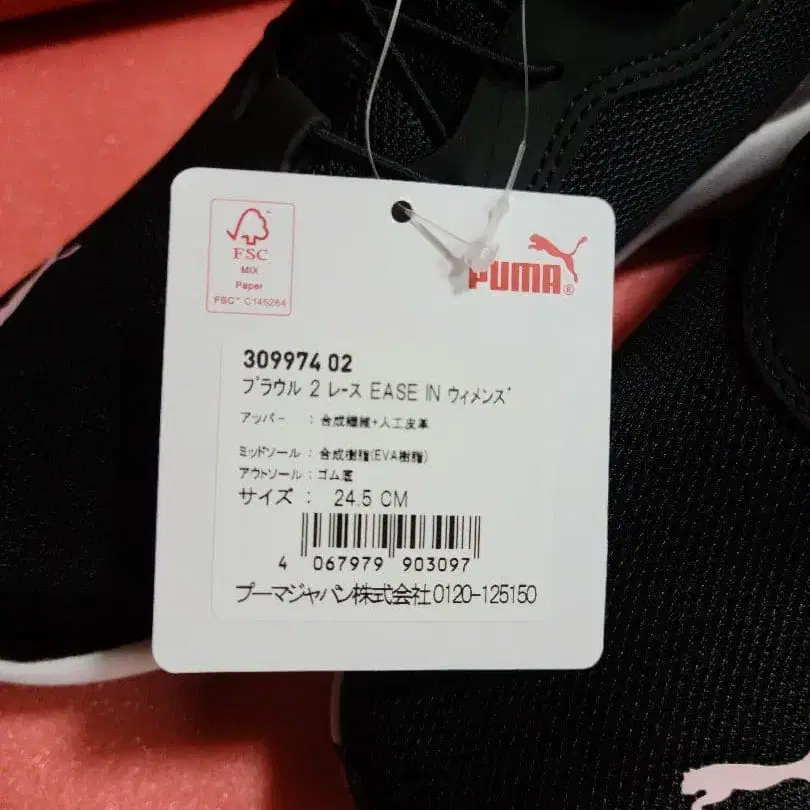 FSC
MIX
Paper
FSC™ C145264
PUMA®
309974 02
プラウル 2 レース EASE IN ウィメンズ
アッパー : 合成繊維+人工皮革
ミッドソール : 合成樹脂(EVA樹脂)
アウトソール : ゴム底
サイズ : 24.5 CM
4 067979 903097
プーマジャパン株式会社0120-125150